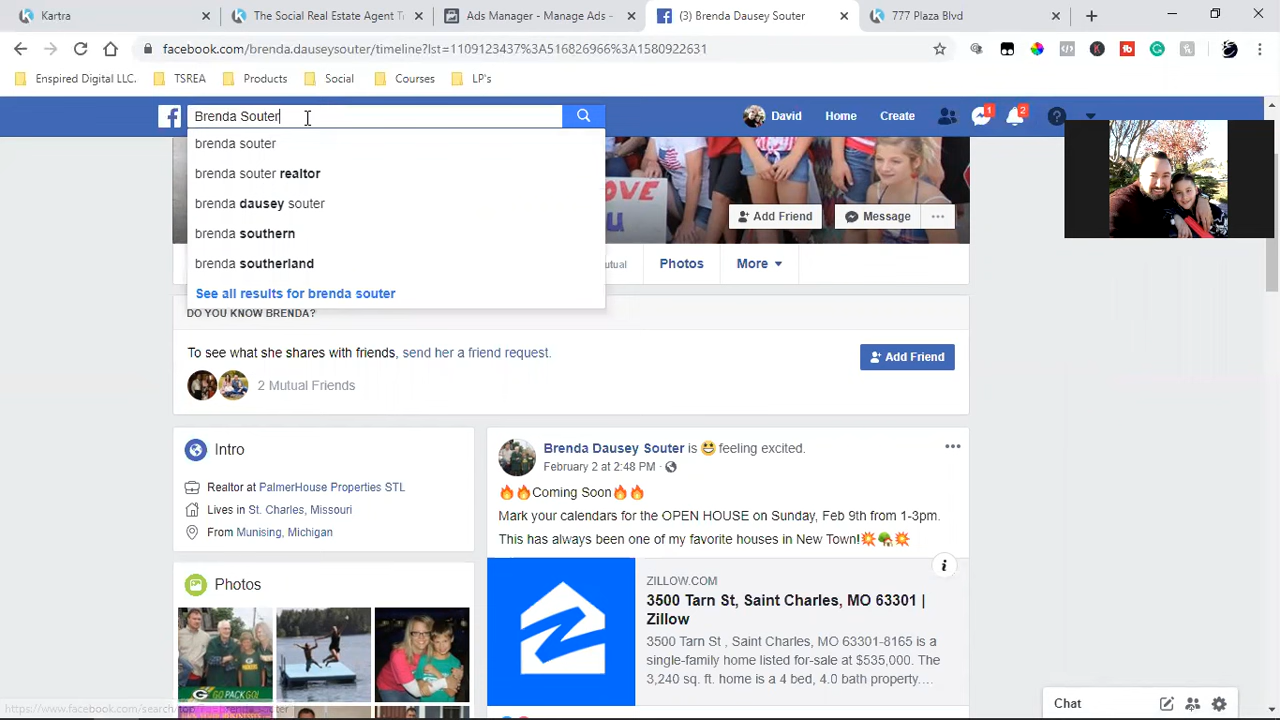 Kartra
The Social Real Estate Agent T
Ads Manager - Manage Ads -
(3) Brenda Dausey Souter
777 Plaza Blvd
facebook.com/brenda.dauseysouter/timeline?lst=1109123437%3A516826966%3A1580922631
Enspired Digital LLC.
TSREA
Products
Social
Courses
LP's
Brenda Souter
David
Home
Create
1
2
brenda souter
brenda souter realtor
brenda dausey souter
brenda southern
brenda southerland
See all results for brenda souter
LOVE
U
Add Friend
Message
Mutual
Photos
More
DO YOU KNOW BRENDA?
To see what she shares with friends, send her a friend request.
Add Friend
2 Mutual Friends
Intro
Realtor at PalmerHouse Properties STL
Lives in St. Charles, Missouri
From Munising, Michigan
Photos
GO PACK GO!
Brenda Dausey Souter is 😃 feeling excited.
February 2 at 2:48 PM ·
🔥🔥Coming Soon🔥🔥
Mark your calendars for the OPEN HOUSE on Sunday, Feb 9th from 1-3pm.
This has always been one of my favorite houses in New Town!💥🌳💥
ZILLOW.COM
3500 Tarn St, Saint Charles, MO 63301 |
Zillow
3500 Tarn St , Saint Charles, MO 63301-8165 is a
single-family home listed for-sale at $535,000. The
3,240 sq. ft. home is a 4 bed, 4.0 bath property....
Chat